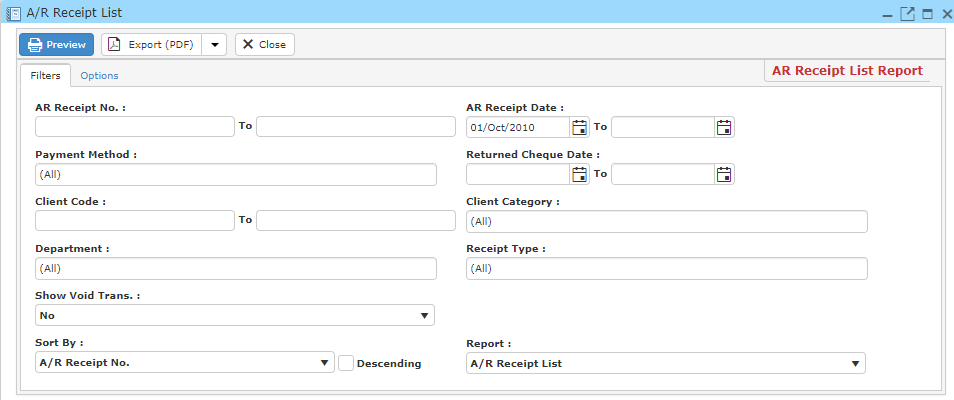 A/R Receipt List
Preview Export (PDF) Close
Filters Options AR Receipt List Report
AR Receipt No. : AR Receipt Date :
To 01/Oct/2010 To
Payment Method : Returned Cheque Date :
(All) To
Client Code : Client Category :
To (All)
Department : Receipt Type :
(All) (All)
Show Void Trans. :
No
Sort By : Report :
A/R Receipt No. Descending A/R Receipt List